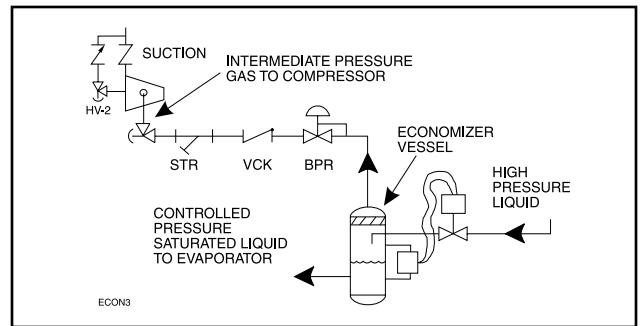 SUCTION
INTERMEDIATE PRESSURE
GAS TO COMPRESSOR
HV-2
STR
VCK
BPR
ECONOMIZER
VESSEL
HIGH
PRESSURE
LIQUID
CONTROLLED
PRESSURE
SATURATED LIQUID
TO EVAPORATOR
ECON3